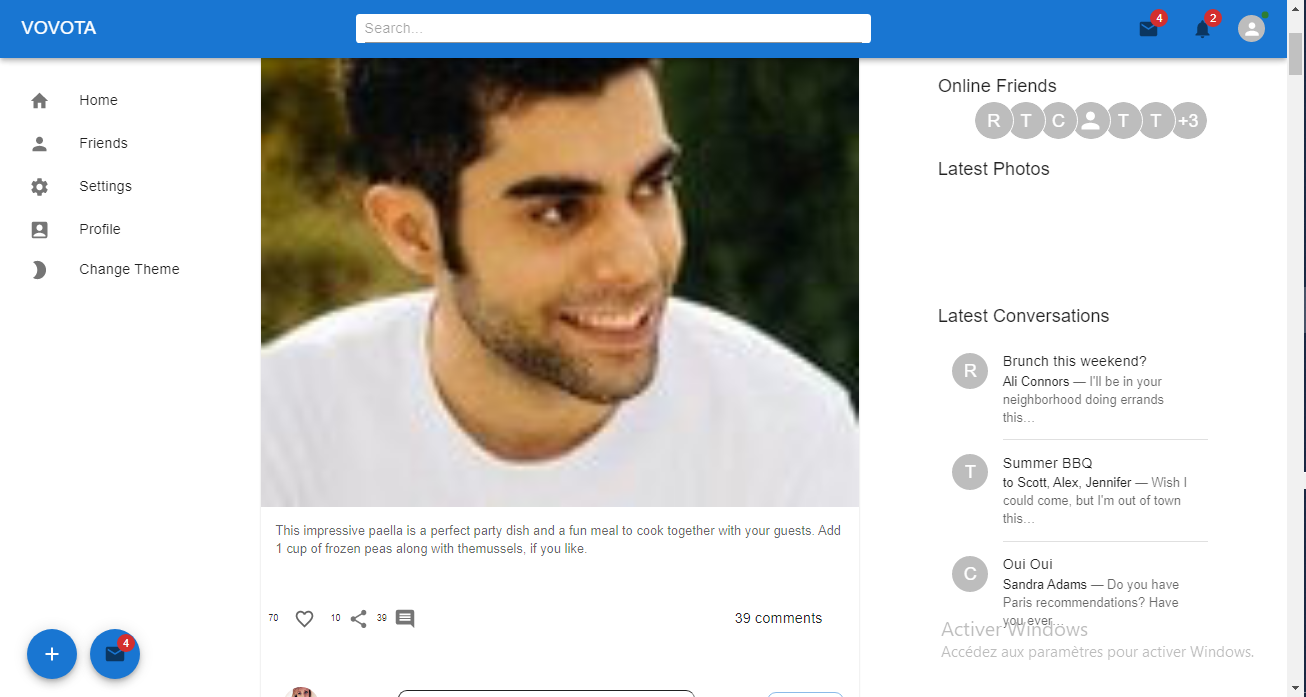 VOVOTA
Search...
4
2
Home
Friends
Settings
Profile
Change Theme
This impressive paella is a perfect party dish and a fun meal to cook together with your guests. Add
1 cup of frozen peas along with themussels, if you like.
70
10
39
39 comments
4
Online Friends
R
T
C
T
T
+3
Latest Photos
Latest Conversations
R
Brunch this weekend?
Ali Connors — I'll be in your
neighborhood doing errands
this…
T
Summer BBQ
to Scott, Alex, Jennifer — Wish I
could come, but I'm out of town
this…
C
Oui Oui
Sandra Adams — Do you have
Paris recommendations? Have
you ever…
Activer Windows
Accédez aux paramètres pour activer Windows.